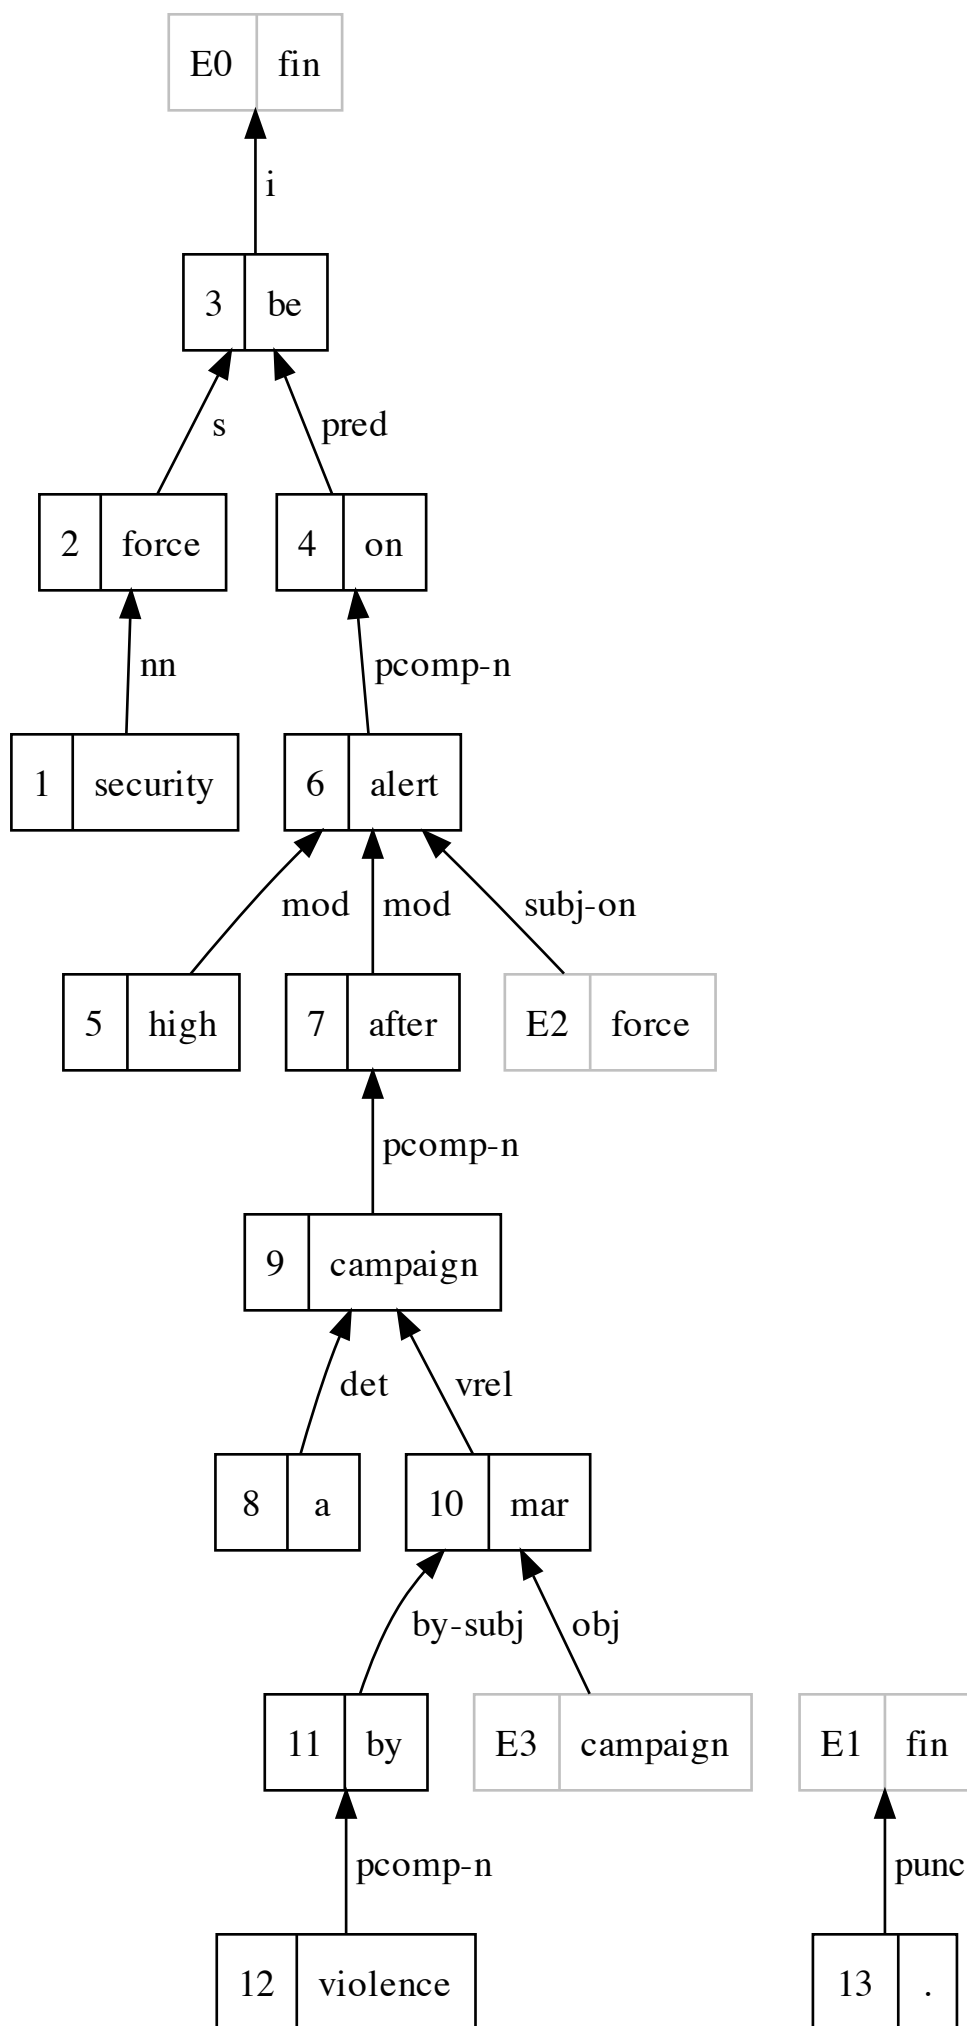 E0 fin
i
3 be
s pred
2 force 4 on
nn pcomp-n
1 security 6 alert
mod mod subj-on
5 high 7 after E2 force
pcomp-n
9 campaign
det vrel
8 a 10 mar
by-subj obj
11 by E3 campaign E1 fin
pcomp-n punc
12 violence 13 .